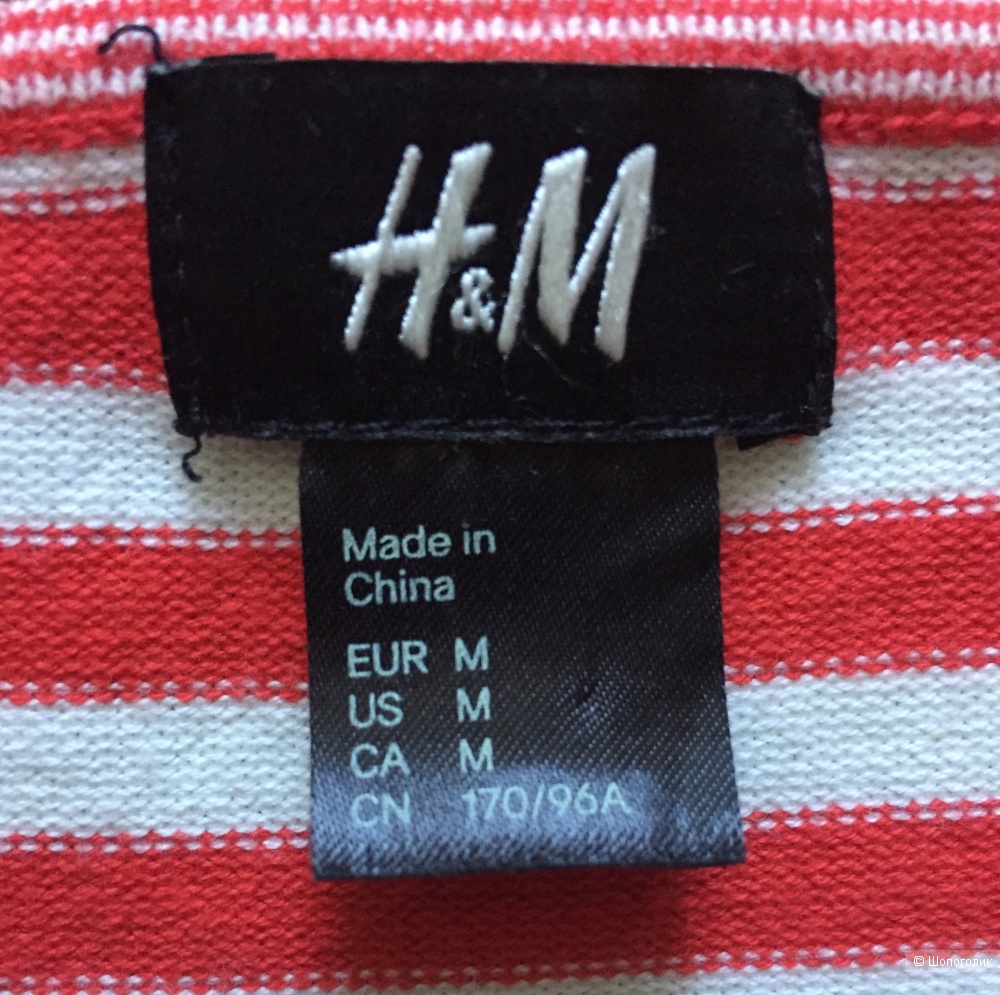 H&M
Made in
China
EUR M
US M
CA M
CN 170/96A
© Шопоголик